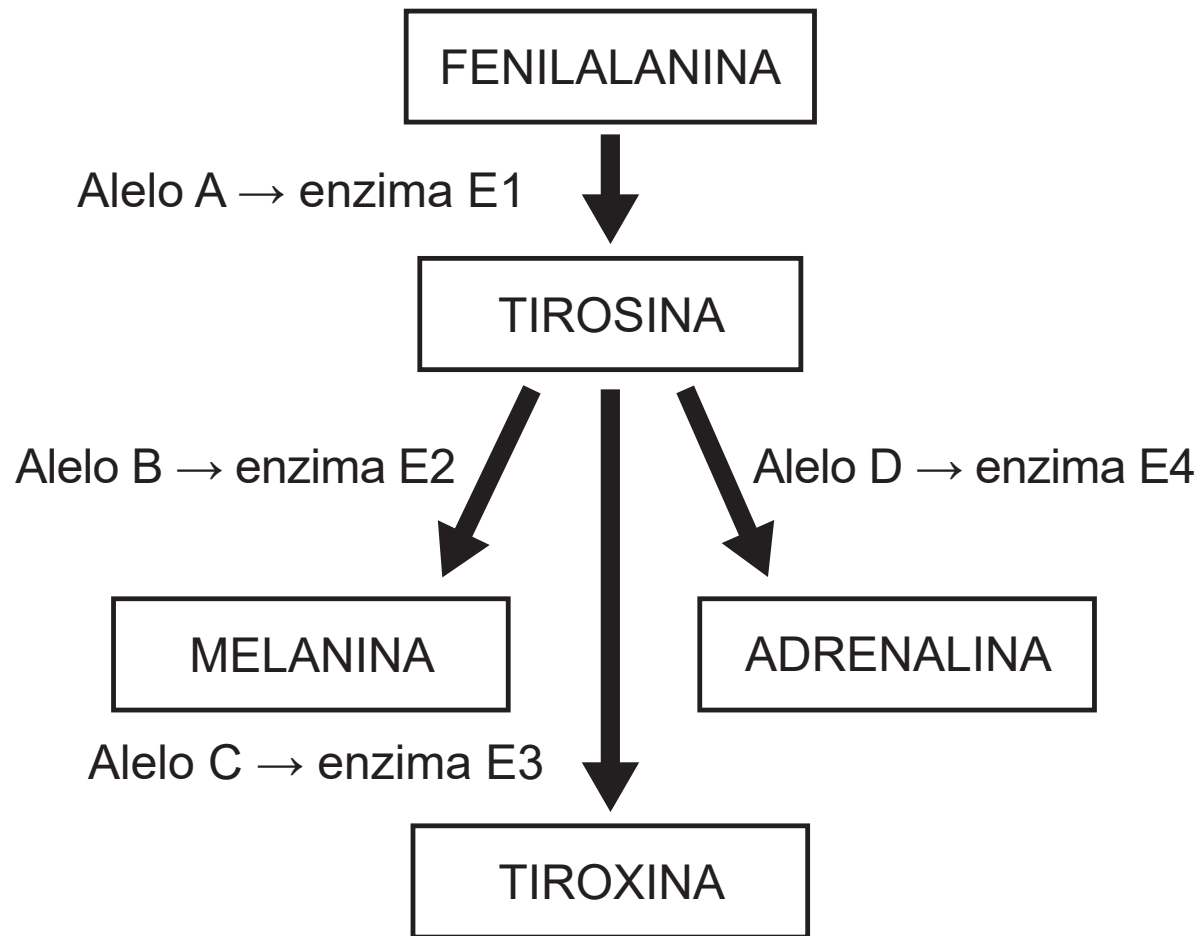 FENILALANINA
Alelo A → enzima E1
TIROSINA
Alelo B → enzima E2
Alelo D → enzima E4
MELANINA
ADRENALINA
Alelo C → enzima E3
TIROXINA